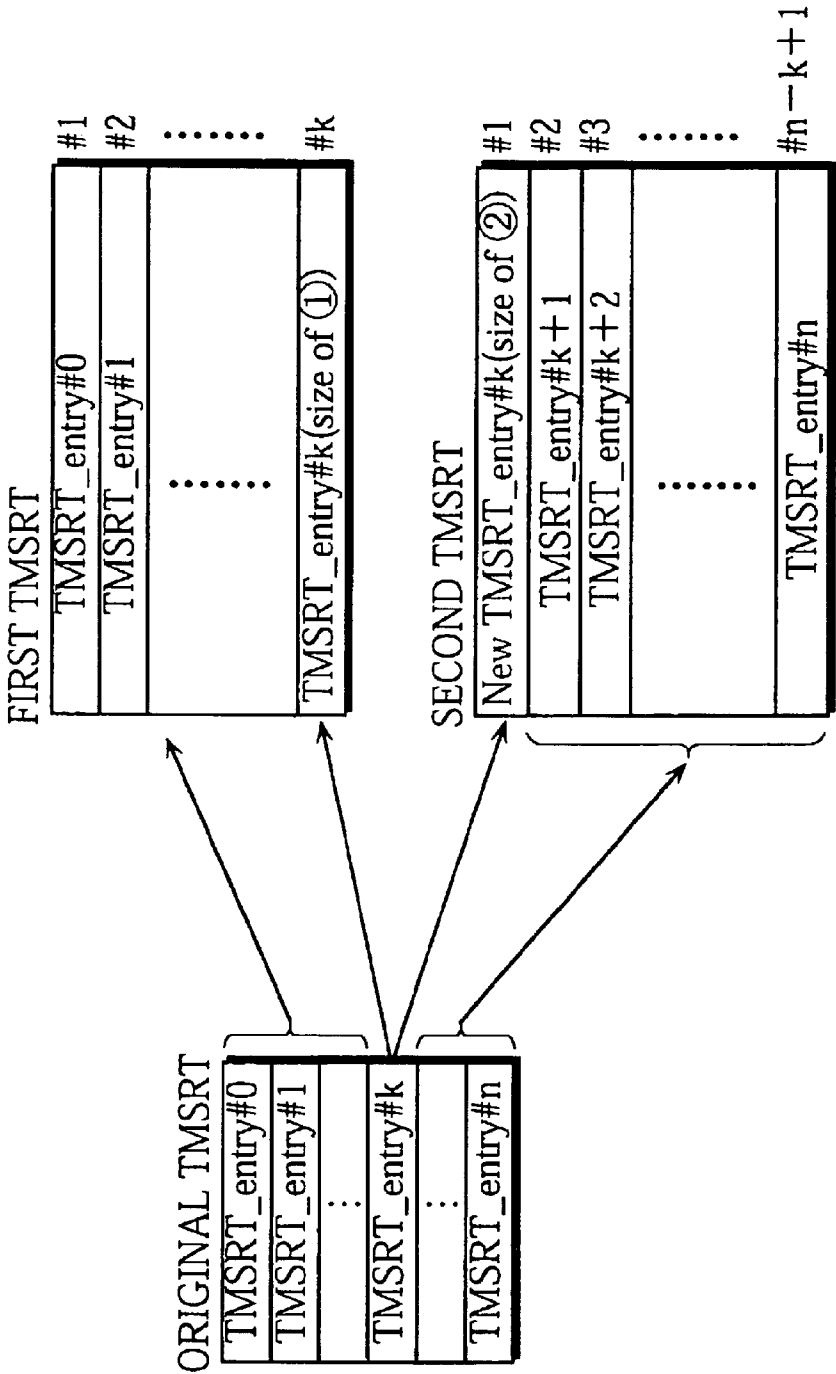 ORIGINAL TMSRT
TMSRT_entry#0
TMSRT_entry#1
...
TMSRT_entry#k
...
TMSRT_entry#n
FIRST TMSRT
TMSRT_entry#0 #1
TMSRT_entry#1 #2
....... .......
TMSRT_entry#k(size of ①) #k
SECOND TMSRT
New TMSRT_entry#k(size of ②) #1
TMSRT_entry#k+1 #2
TMSRT_entry#k+2 #3
....... .......
TMSRT_entry#n #n−k+1